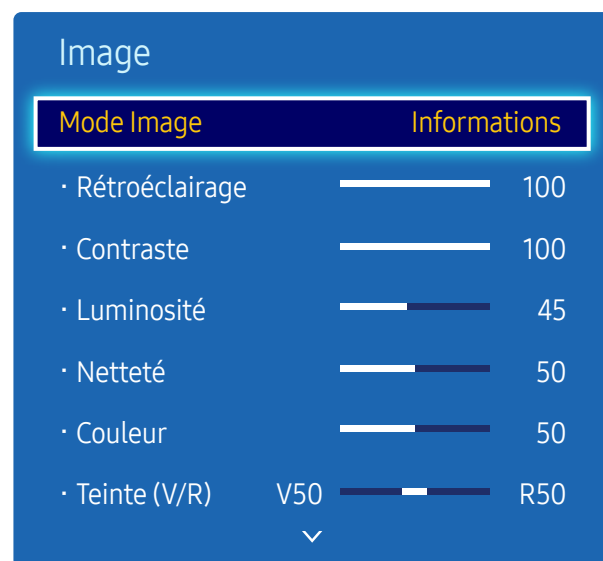 Image
Mode Image Informations
· Rétroéclairage 100
· Contraste 100
· Luminosité 45
· Netteté 50
· Couleur 50
· Teinte (V/R) V50 R50